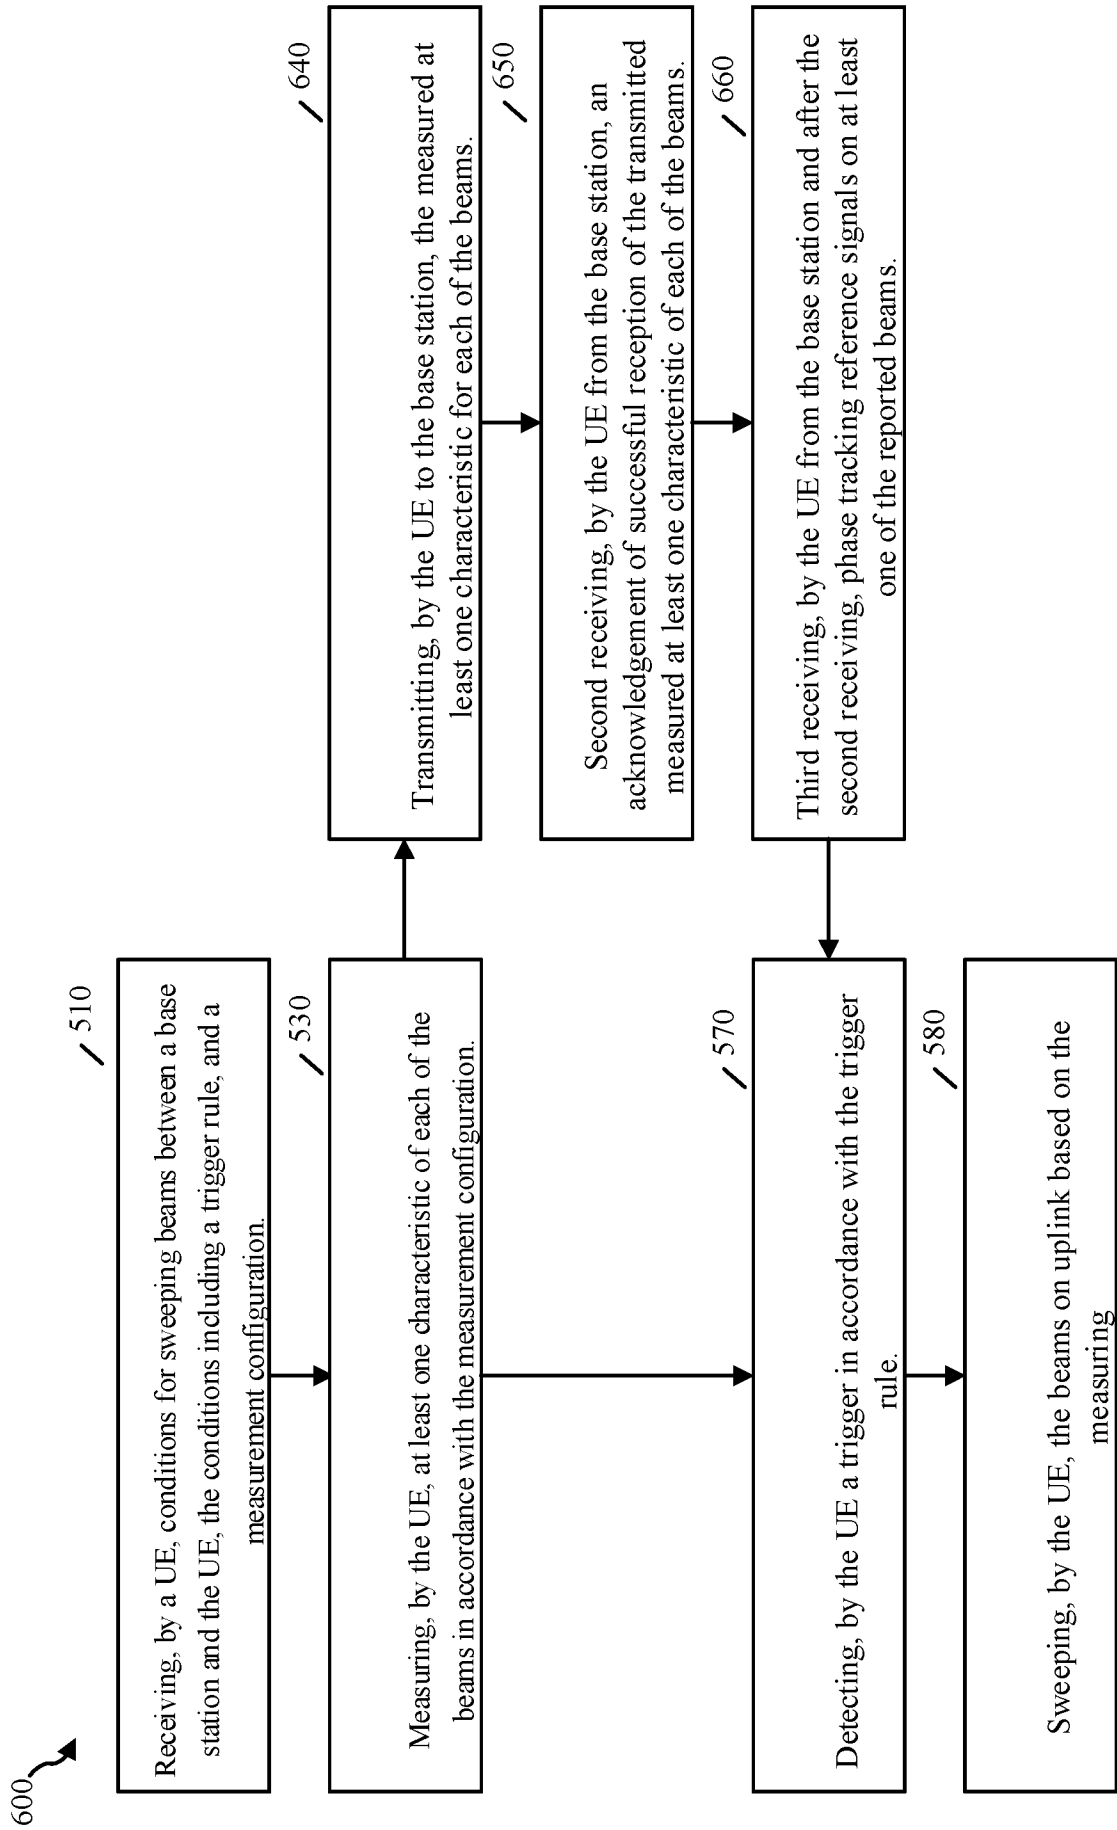 600
510
Receiving, by a UE, conditions for sweeping beams between a base
station and the UE, the conditions including a trigger rule, and a
measurement configuration.
530
Measuring, by the UE, at least one characteristic of each of the
beams in accordance with the measurement configuration.
640
Transmitting, by the UE to the base station, the measured at
least one characteristic for each of the beams.
650
Second receiving, by the UE from the base station, an
acknowledgement of successful reception of the transmitted
measured at least one characteristic of each of the beams.
660
Third receiving, by the UE from the base station and after the
second receiving, phase tracking reference signals on at least
one of the reported beams.
570
Detecting, by the UE a trigger in accordance with the trigger
rule.
580
Sweeping, by the UE, the beams on uplink based on the
measuring